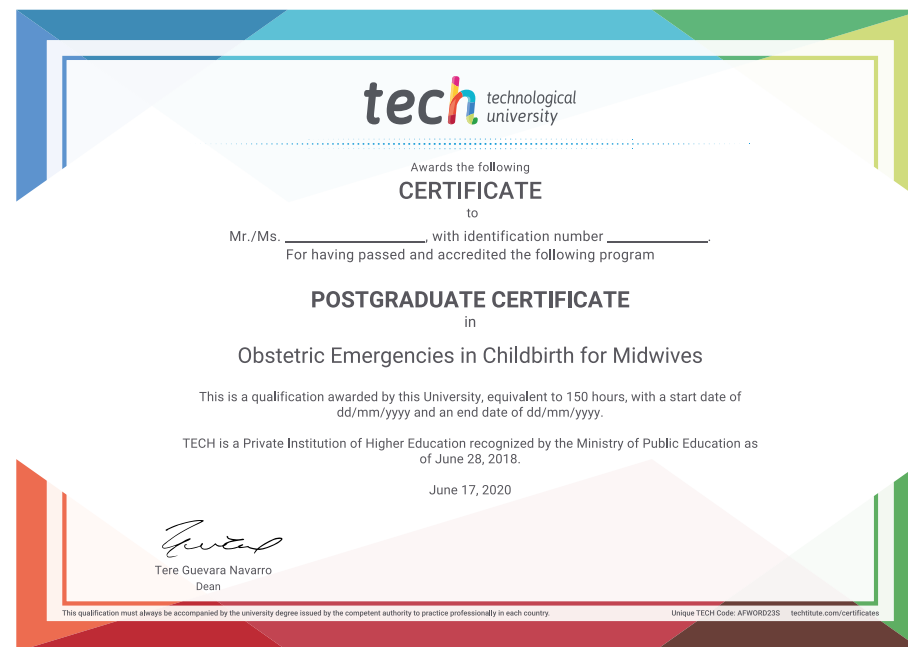 tech technological
university
Awards the following
CERTIFICATE
to
Mr./Ms. ____________________, with identification number ______________.
For having passed and accredited the following program
POSTGRADUATE CERTIFICATE
in
Obstetric Emergencies in Childbirth for Midwives
This is a qualification awarded by this University, equivalent to 150 hours, with a start date of
dd/mm/yyyy and an end date of dd/mm/yyyy.
TECH is a Private Institution of Higher Education recognized by the Ministry of Public Education as
of June 28, 2018.
June 17, 2020
Tere Guevara Navarro
Dean
This qualification must always be accompanied by the university degree issued by the competent authority to practice professionally in each country. Unique TECH Code: AFWORD23S techtitute.com/certificates